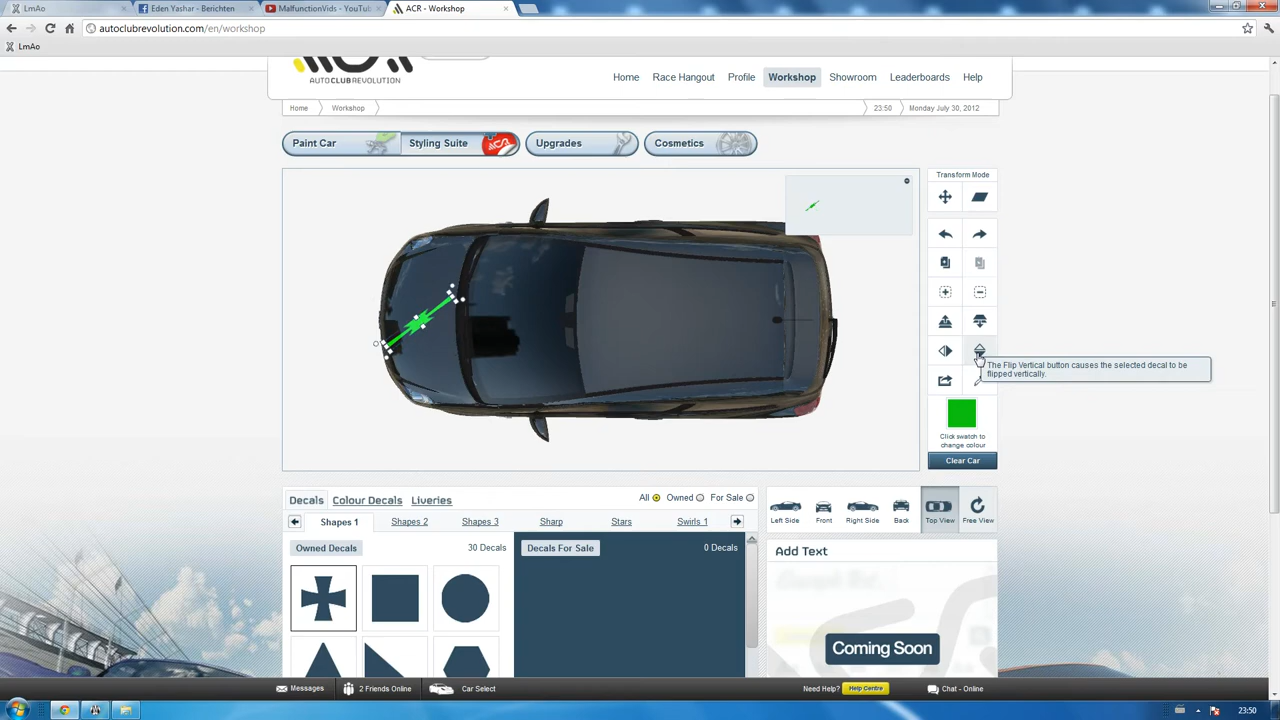 LmAo
Eden Yashar - Berichten
MalfunctionVids - YouTu
ACR - Workshop
autoclubrevolution.com/en/workshop
LmAo
AUTOCLUBREVOLUTION
Home
Race Hangout
Profile
Workshop
Showroom
Leaderboards
Help
Home
Workshop
23:50
Monday July 30, 2012
Paint Car
Styling Suite
ACR
Upgrades
Cosmetics
Transform Mode
The Flip Vertical button causes the selected decal to be
flipped vertically.
Click swatch to
change colour
Clear Car
Decals
Colour Decals
Liveries
All
Owned
For Sale
Left Side
Front
Right Side
Back
Top View
Free View
Shapes 1
Shapes 2
Shapes 3
Sharp
Stars
Swirls 1
Owned Decals
30 Decals
Decals For Sale
0 Decals
Add Text
Coming Soon
Messages
2 Friends Online
Car Select
Need Help?
Help Centre
Chat - Online
23:50